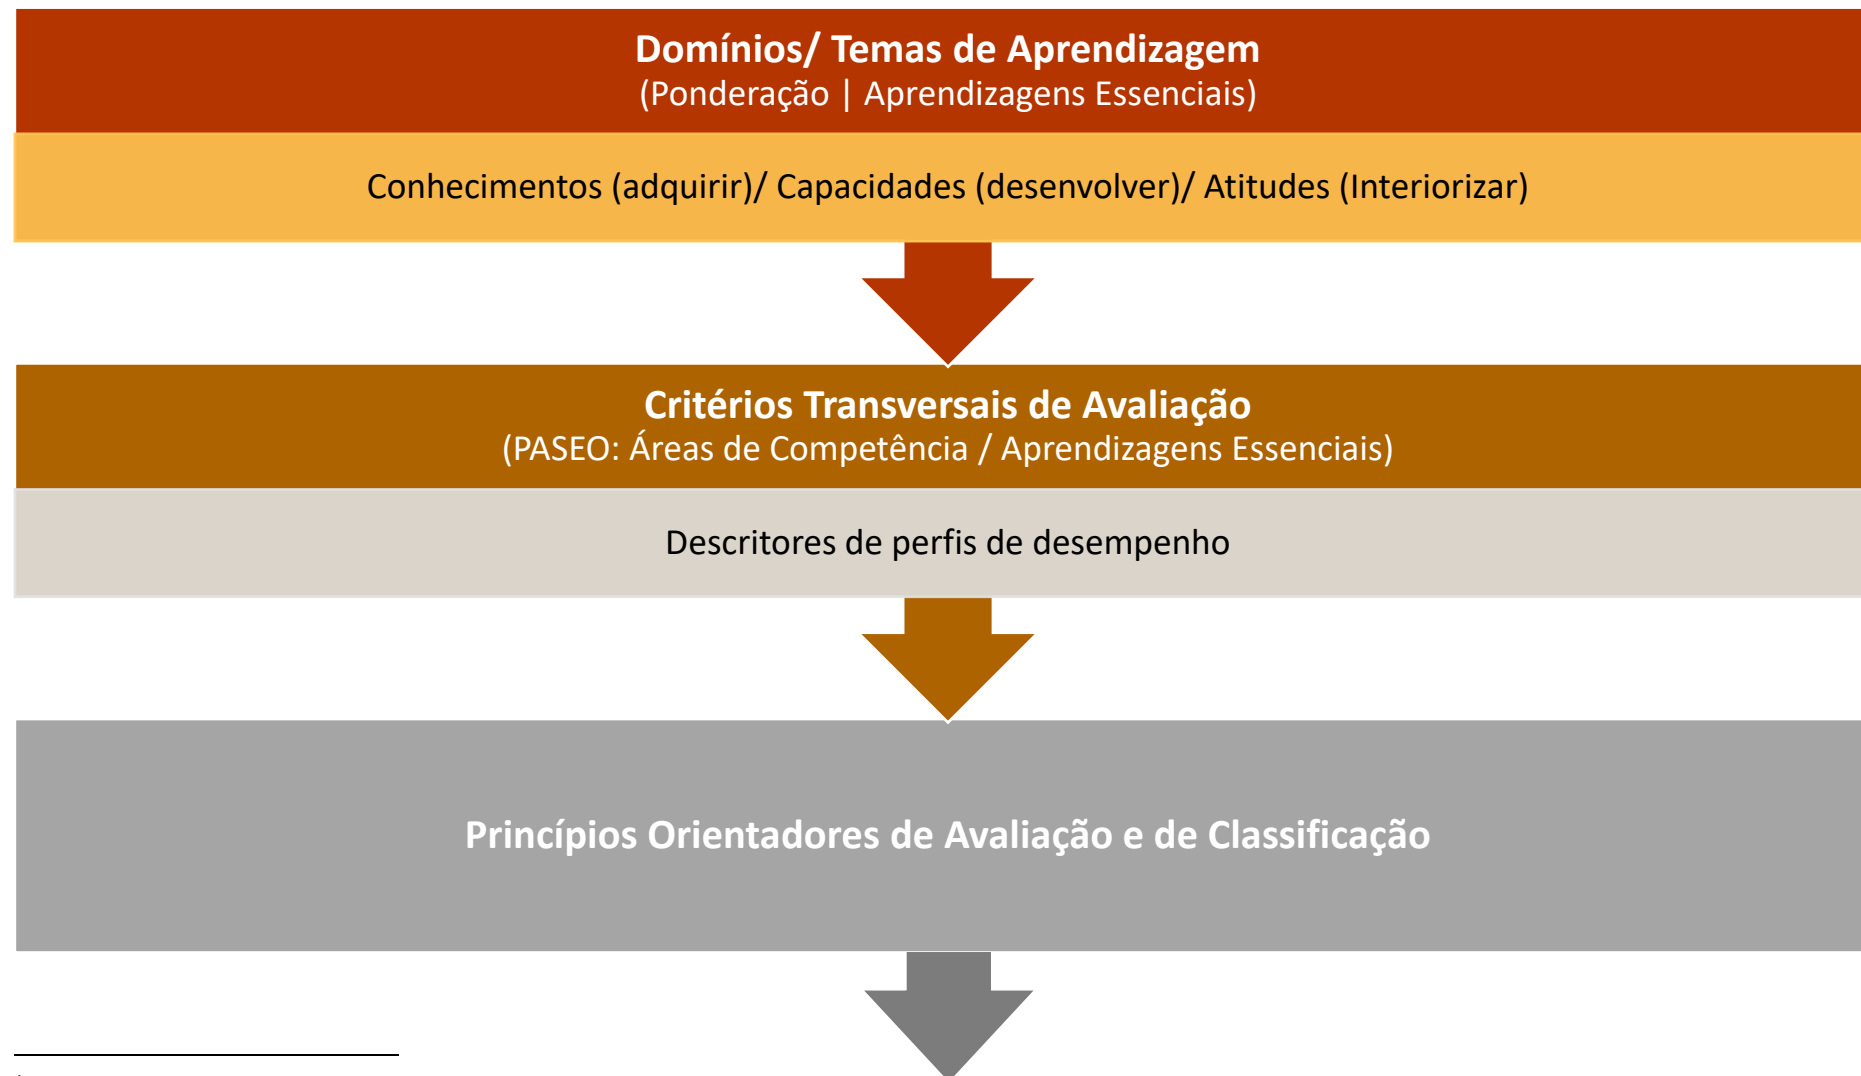 Domínios/ Temas de Aprendizagem
(Ponderação | Aprendizagens Essenciais)
Conhecimentos (adquirir)/ Capacidades (desenvolver)/ Atitudes (Interiorizar)
Critérios Transversais de Avaliação
(PASEO: Áreas de Competência / Aprendizagens Essenciais)
Descritores de perfis de desempenho
Princípios Orientadores de Avaliação e de Classificação